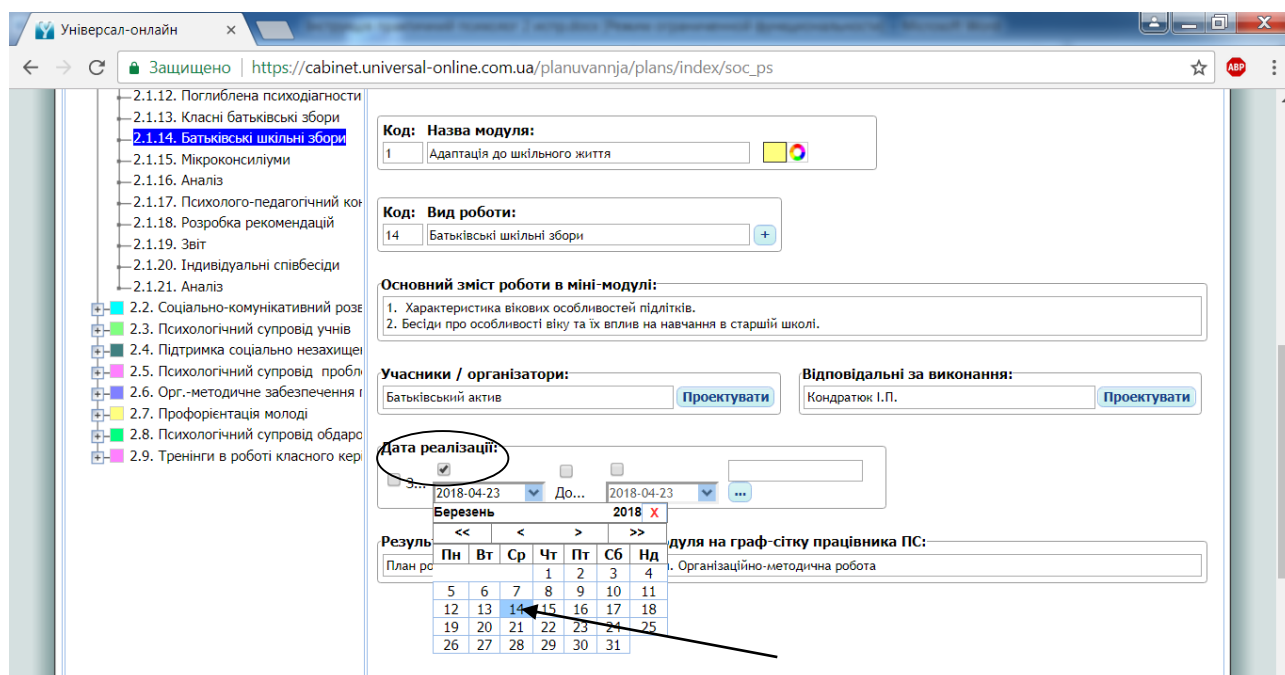 Універсал-онлайн
Защищено | https://cabinet.universal-online.com.ua/planuvannja/plans/index/soc_ps
ABP
2.1.12. Поглиблена психодіагности
2.1.13. Класні батьківські збори
2.1.14. Батьківські шкільні збори
2.1.15. Мікроконсиліуми
2.1.16. Аналіз
2.1.17. Психолого-педагогічний кон
2.1.18. Розробка рекомендацій
2.1.19. Звіт
2.1.20. Індивідуальні співбесіди
2.1.21. Аналіз
2.2. Соціально-комунікативний розв
2.3. Психологічний супровід учнів
2.4. Підтримка соціально незахищен
2.5. Психологічний супровід пробл
2.6. Орг.-методичне забезпечення п
2.7. Профорієнтація молоді
2.8. Психологічний супровід обдаро
2.9. Тренінги в роботі класного кер
Код: Назва модуля:
1 Адаптація до шкільного життя
Код: Вид роботи:
14 Батьківські шкільні збори +
Основний зміст роботи в міні-модулі:
1. Характеристика вікових особливостей підлітків.
2. Бесіди про особливості віку та їх вплив на навчання в старшій школі.
Учасники / організатори:
Батьківський актив Проектувати
Відповідальні за виконання:
Кондратюк І.П. Проектувати
Дата реалізації:
З... 2018-04-23 До... 2018-04-23 ...
Березень 2018 X
<< < > >>
Пн Вт Ср Чт Пт Сб Нд
1 2 3 4
5 6 7 8 9 10 11
12 13 14 15 16 17 18
19 20 21 22 23 24 25
26 27 28 29 30 31
Резуль дуля на граф-сітку працівника ПС:
План ро . Організаційно-методична робота